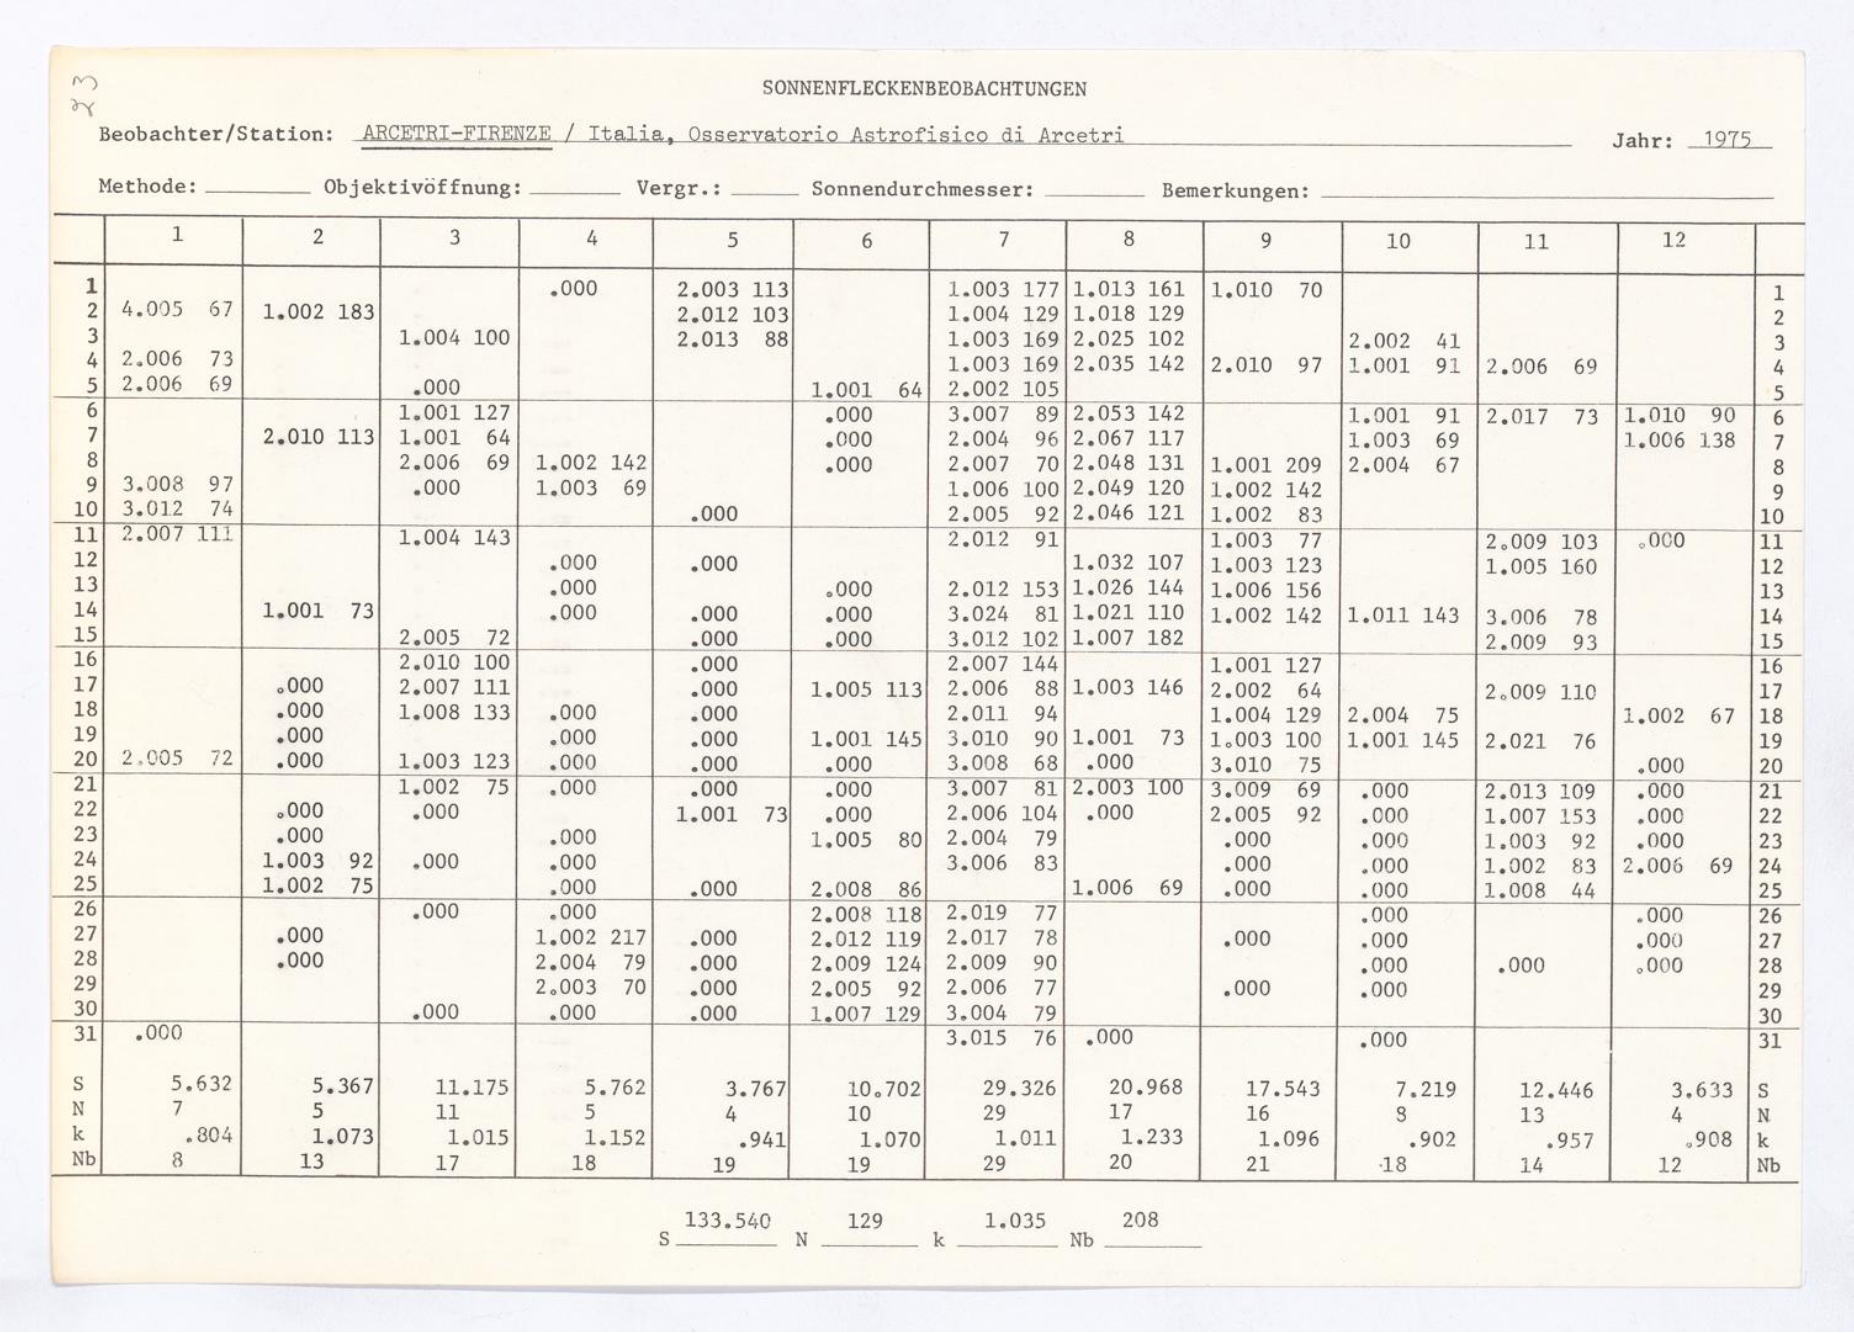 23
SONNENFLECKENBEOBACHTUNGEN
Beobachter/Station: ARCETRI-FIRENZE / Italia, Osservatorio Astrofisico di Arcetri Jahr: 1975
Methode: Objektivöffnung: Vergr.: Sonnendurchmesser: Bemerkungen:
1 2 3 4 5 6 7 8 9 10 11 12
1 .000 2.003 113 1.003 177 1.013 161 1.010 70 1
2 4.005 67 1.002 183 2.012 103 1.004 129 1.018 129 2
3 1.004 100 2.013 88 1.003 169 2.025 102 2.002 41 3
4 2.006 73 1.003 169 2.035 142 2.010 97 1.001 91 2.006 69 4
5 2.006 69 .000 1.001 64 2.002 105 5
6 1.001 127 .000 3.007 89 2.053 142 1.001 91 2.017 73 1.010 90 6
7 2.010 113 1.001 64 .000 2.004 96 2.067 117 1.003 69 1.006 138 7
8 2.006 69 1.002 142 .000 2.007 70 2.048 131 1.001 209 2.004 67 8
9 3.008 97 .000 1.003 69 1.006 100 2.049 120 1.002 142 9
10 3.012 74 .000 2.005 92 2.046 121 1.002 83 10
11 2.007 111 1.004 143 2.012 91 1.003 77 2.009 103 .000 11
12 .000 .000 1.032 107 1.003 123 1.005 160 12
13 .000 .000 2.012 153 1.026 144 1.006 156 13
14 1.001 73 .000 .000 .000 3.024 81 1.021 110 1.002 142 1.011 143 3.006 78 14
15 2.005 72 .000 .000 3.012 102 1.007 182 2.009 93 15
16 2.010 100 .000 2.007 144 1.001 127 16
17 .000 2.007 111 .000 1.005 113 2.006 88 1.003 146 2.002 64 2.009 110 17
18 .000 1.008 133 .000 .000 2.011 94 1.004 129 2.004 75 1.002 67 18
19 .000 .000 .000 1.001 145 3.010 90 1.001 73 1.003 100 1.001 145 2.021 76 19
20 2.005 72 .000 1.003 123 .000 .000 .000 3.008 68 .000 3.010 75 .000 20
21 1.002 75 .000 .000 .000 3.007 81 2.003 100 3.009 69 .000 2.013 109 .000 21
22 .000 .000 1.001 73 .000 2.006 104 .000 2.005 92 .000 1.007 153 .000 22
23 .000 .000 1.005 80 2.004 79 .000 .000 1.003 92 .000 23
24 1.003 92 .000 .000 3.006 83 .000 .000 1.002 83 2.006 69 24
25 1.002 75 .000 .000 2.008 86 1.006 69 .000 .000 1.008 44 25
26 .000 .000 2.008 118 2.019 77 .000 .000 26
27 .000 1.002 217 .000 2.012 119 2.017 78 .000 .000 .000 27
28 .000 2.004 79 .000 2.009 124 2.009 90 .000 .000 .000 28
29 2.003 70 .000 2.005 92 2.006 77 .000 .000 29
30 .000 .000 .000 1.007 129 3.004 79 30
31 .000 3.015 76 .000 .000 31
S 5.632 5.367 11.175 5.762 3.767 10.702 29.326 20.968 17.543 7.219 12.446 3.633 S
N 7 5 11 5 4 10 29 17 16 8 13 4 N
k .804 1.073 1.015 1.152 .941 1.070 1.011 1.233 1.096 .902 .957 .908 k
Nb 8 13 17 18 19 19 29 20 21 18 14 12 Nb
S 133.540 N 129 k 1.035 Nb 208